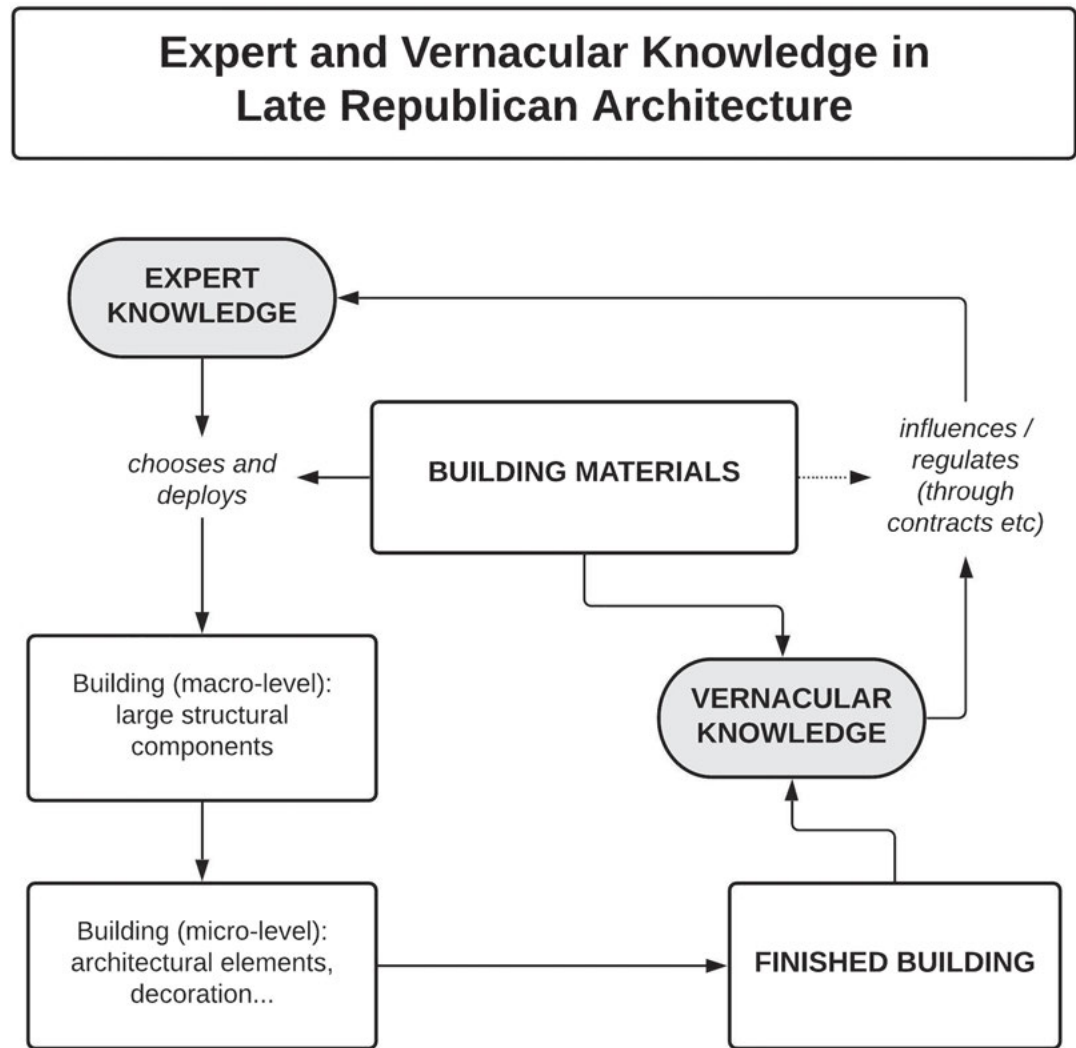 Expert and Vernacular Knowledge in
Late Republican Architecture
EXPERT
KNOWLEDGE
chooses and
deploys
BUILDING MATERIALS
influences /
regulates
(through
contracts etc)
Building (macro-level):
large structural
components
VERNACULAR
KNOWLEDGE
Building (micro-level):
architectural elements,
decoration...
FINISHED BUILDING